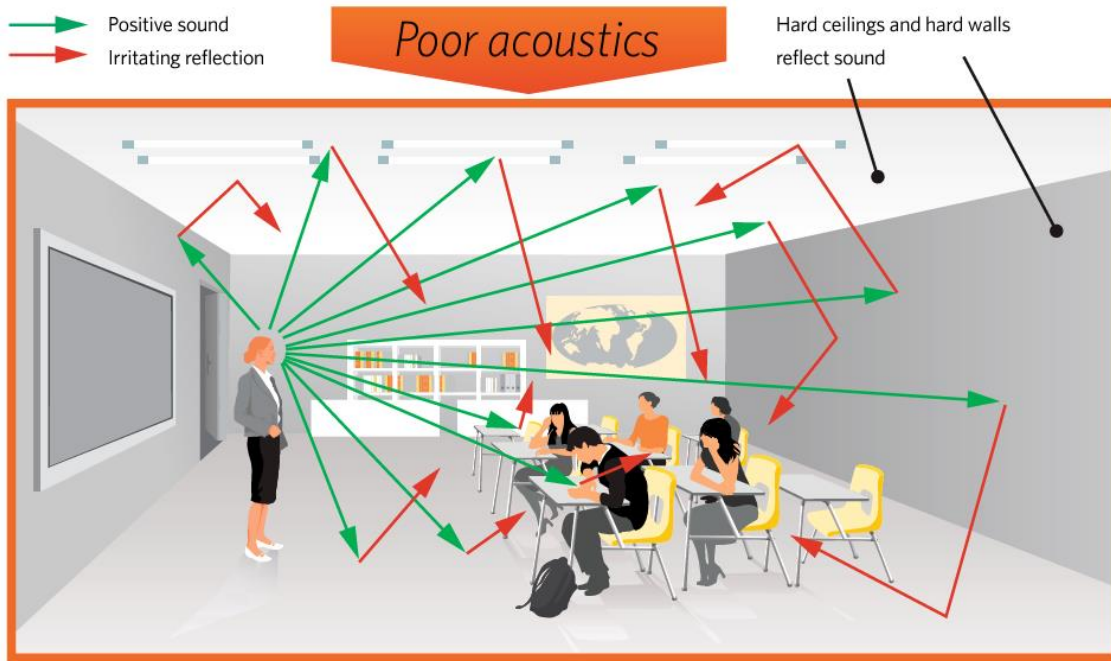 Positive sound
Irritating reflection
Poor acoustics
Hard ceilings and hard walls
reflect sound